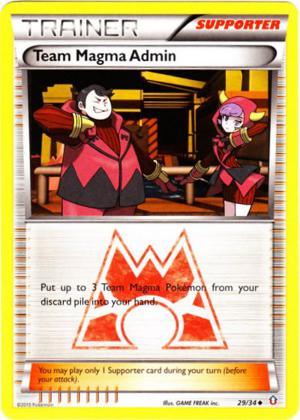 TRAINER
SUPPORTER
Team Magma Admin
Put up to 3 Team Magma Pokémon from your
discard pile into your hand.
You may play only 1 Supporter card during your turn (before
your attack).
©2015 Pokémon
Illus. GAME FREAK inc.
29/34